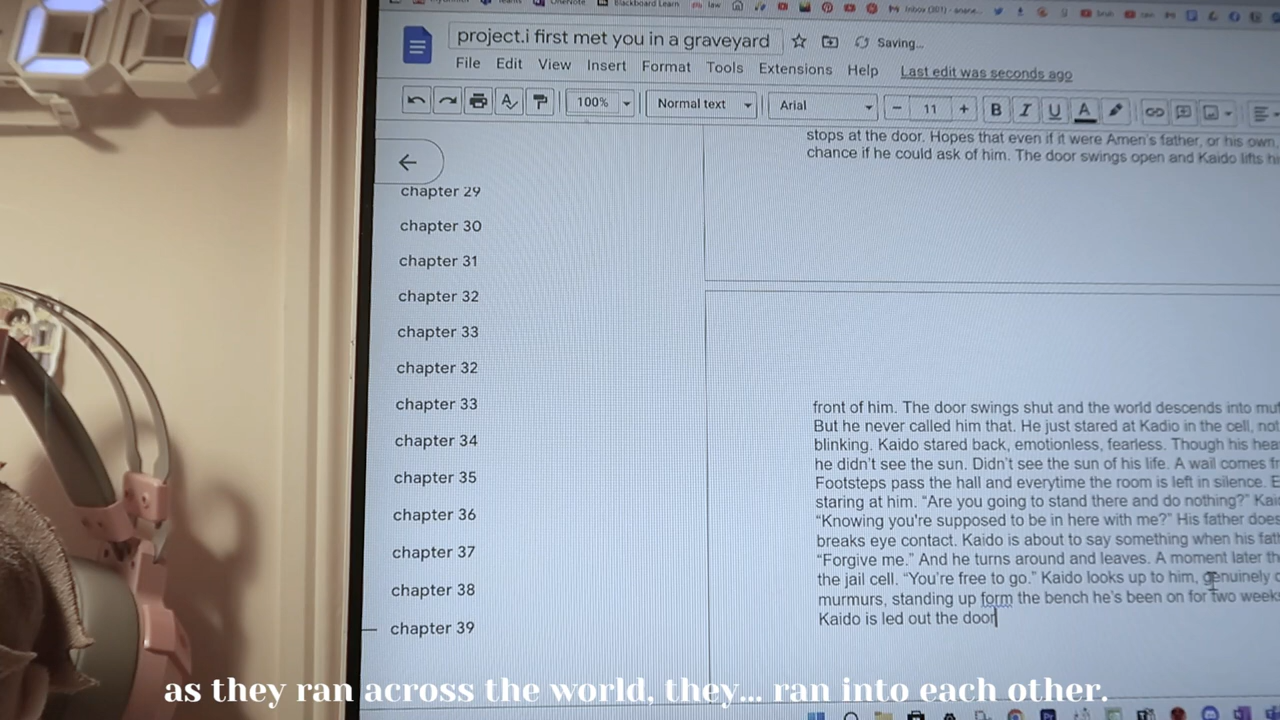 Blackboard Learn
law
project.i first met you in a graveyard
Saving...
File Edit View Insert Format Tools Extensions Help Last edit was seconds ago
100% Normal text Arial 11 B I U A
stops at the door. Hopes that even if it were Amen's father, or his own,
chance if he could ask of him. The door swings open and Kaido lifts
chapter 29
chapter 30
chapter 31
chapter 32
chapter 33
chapter 32
chapter 33
chapter 34
chapter 35
chapter 36
chapter 37
chapter 38
chapter 39
front of him. The door swings shut and the world descends into
But he never called him that. He just stared at Kadio in the cell, not
blinking. Kaido stared back, emotionless, fearless. Though his
he didn't see the sun. Didn't see the sun of his life. A wail comes
Footsteps pass the hall and everytime the room is left in silence.
staring at him. “Are you going to stand there and do nothing?”
“Knowing you're supposed to be in here with me?” His father
breaks eye contact. Kaido is about to say something when his
“Forgive me.” And he turns around and leaves. A moment later
the jail cell. “You're free to go.” Kaido looks up to him, genuinely
murmurs, standing up form the bench he's been on for two
Kaido is led out the door
as they ran across the world, they... ran into each other.